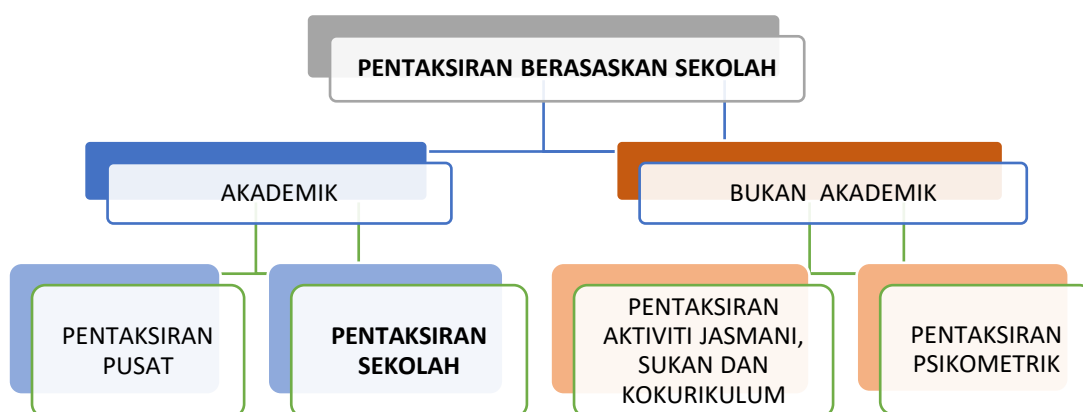 PENTAKSIRAN BERASASKAN SEKOLAH
AKADEMIK
BUKAN  AKADEMIK
PENTAKSIRAN
PUSAT
PENTAKSIRAN
SEKOLAH
PENTAKSIRAN
AKTIVITI JASMANI,
SUKAN DAN
KOKURIKULUM
PENTAKSIRAN
PSIKOMETRIK